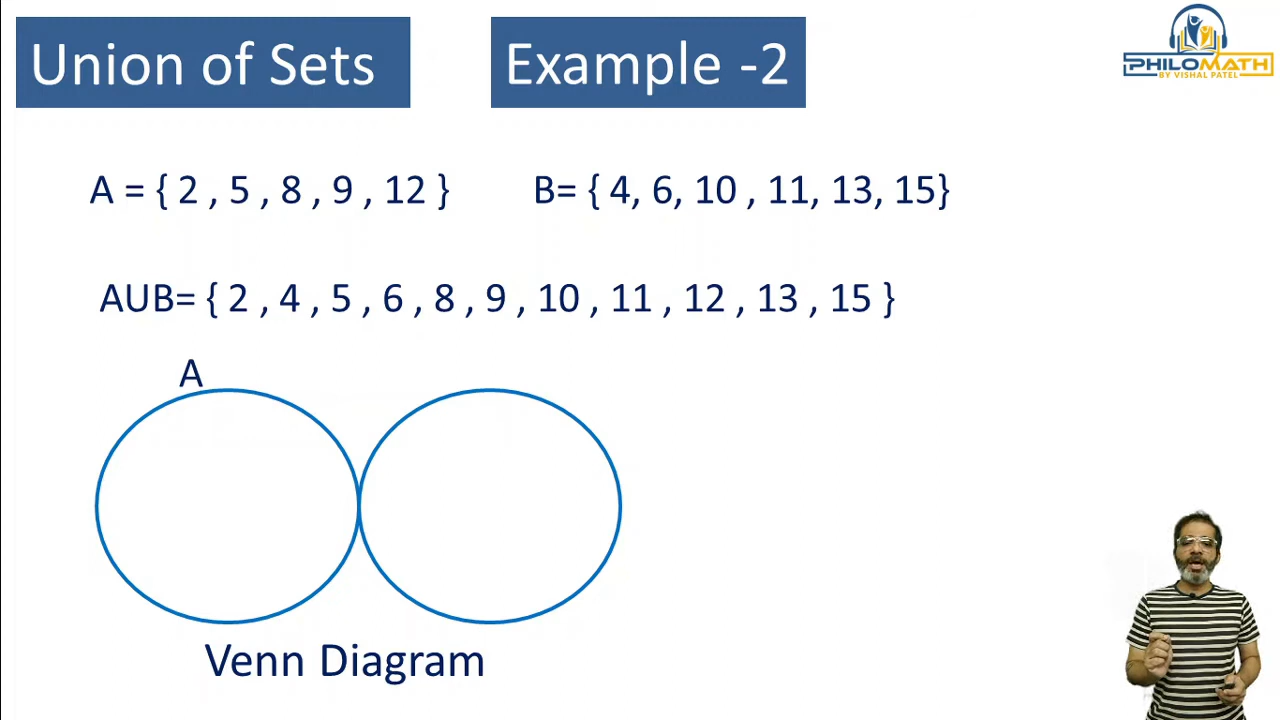 Union of Sets
Example -2
PHILOMATH
BY VISHAL PATEL
A = { 2 , 5 , 8 , 9 , 12 }
B= { 4, 6, 10 , 11, 13, 15}
AUB= { 2 , 4 , 5 , 6 , 8 , 9 , 10 , 11 , 12 , 13 , 15 }
A
Venn Diagram